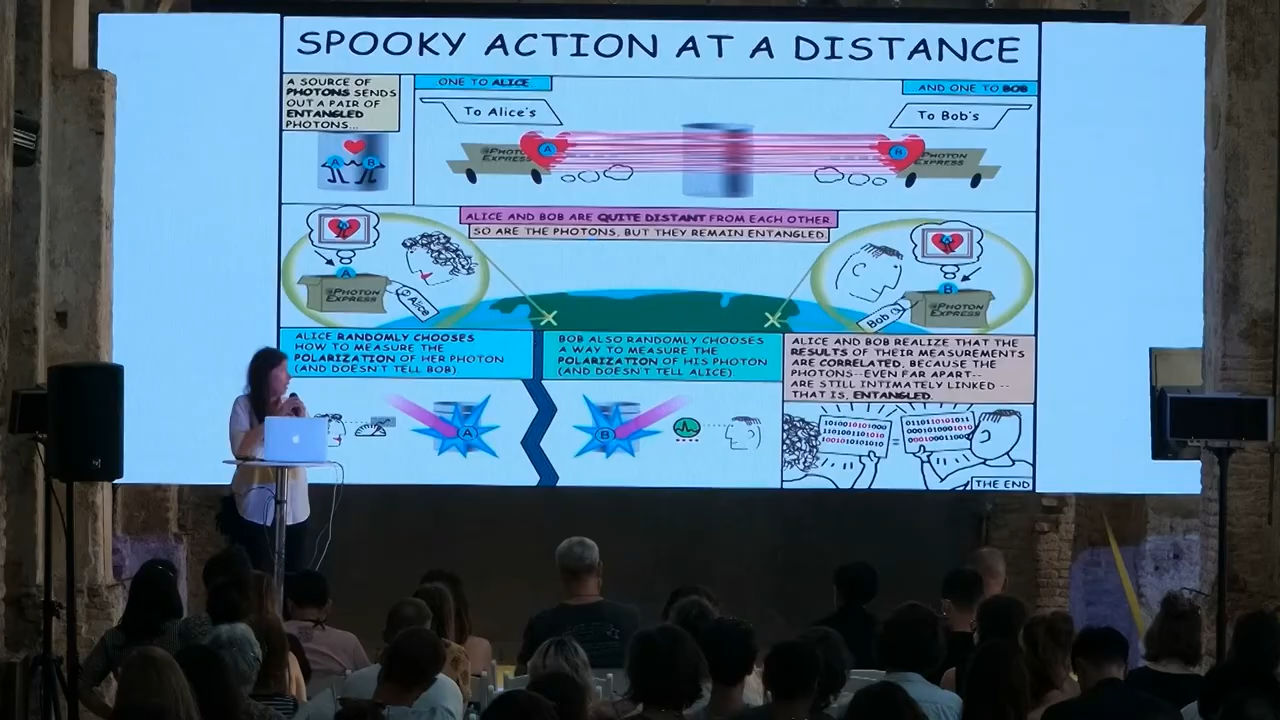 SPOOKY ACTION AT A DISTANCE
A SOURCE OF
PHOTONS SENDS
OUT A PAIR OF
ENTANGLED
PHOTONS...
A B
...ONE TO ALICE
...AND ONE TO BOB
To Alice's
To Bob's
A
PHOTON
EXPRESS
B
PHOTON
EXPRESS
ALICE AND BOB ARE QUITE DISTANT FROM EACH OTHER.
SO ARE THE PHOTONS, BUT THEY REMAIN ENTANGLED.
A
PHOTON
EXPRESS
Alice
B
PHOTON
EXPRESS
Bob
ALICE RANDOMLY CHOOSES
HOW TO MEASURE THE
POLARIZATION OF HER PHOTON
(AND DOESN'T TELL BOB).
A
BOB ALSO RANDOMLY CHOOSES
A WAY TO MEASURE THE
POLARIZATION OF HIS PHOTON
(AND DOESN'T TELL ALICE).
B
ALICE AND BOB REALIZE THAT THE
RESULTS OF THEIR MEASUREMENTS
ARE CORRELATED, BECAUSE THE
PHOTONS--EVEN FAR APART--
ARE STILL INTIMATELY LINKED --
THAT IS, ENTANGLED.
THE END